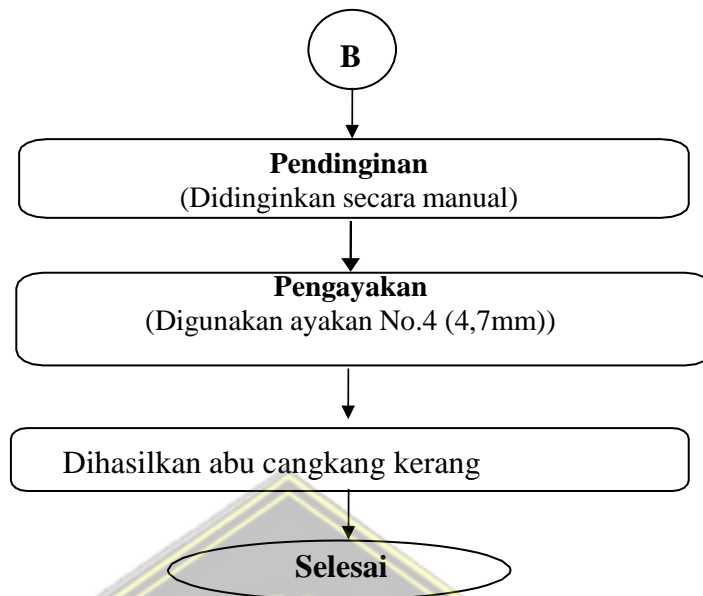 B
Pendinginan
(Didinginkan secara manual)
Pengayakan
(Digunakan ayakan No.4 (4,7mm))
Dihasilkan abu cangkang kerang
Selesai